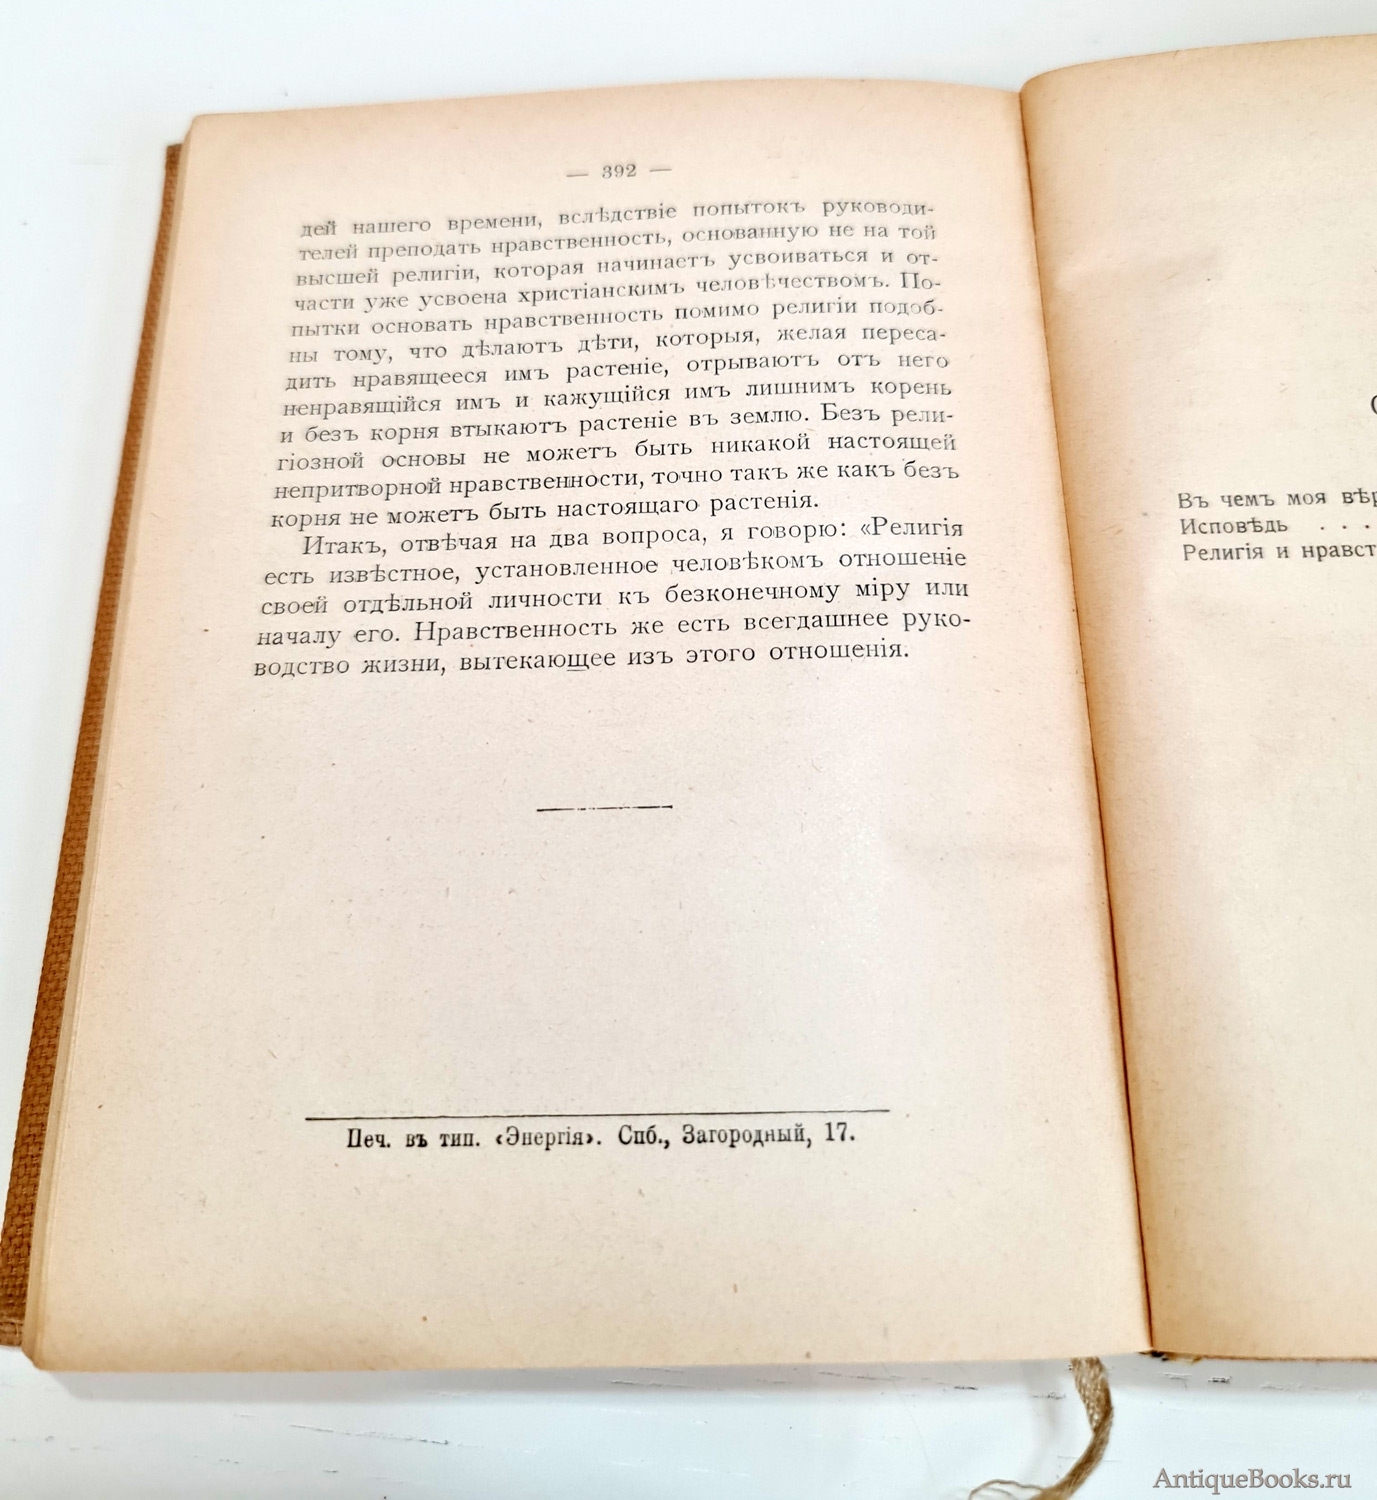 — 392 —
дей нашего времени, вслѣдствіе попытокъ руководи-
телей преподать нравственность, основанную не на той
высшей религіи, которая начинаетъ усвоиваться и от-
части уже усвоена христіанскимъ человѣчествомъ. По-
пытки основать нравственность помимо религіи подоб-
ны тому, что дѣлаютъ дѣти, которыя, желая переса-
дить нравящееся имъ растеніе, отрываютъ отъ него
ненравящійся имъ и кажущійся имъ лишнимъ корень
и безъ корня втыкаютъ растеніе въ землю. Безъ рели-
гіозной основы не можетъ быть никакой настоящей
непритворной нравственности, точно такъ же какъ безъ
корня не можетъ быть настоящаго растенія.
Итакъ, отвѣчая на два вопроса, я говорю: «Религія
есть извѣстное, установленное человѣкомъ отношеніе
своей отдѣльной личности къ безконечному міру или
началу его. Нравственность же есть всегдашнее руко-
водство жизни, вытекающее изъ этого отношенія.
Печ. въ тип. «Энергія». Спб., Загородный, 17.
Въ чемъ моя вѣр
Исповѣдь . . .
Религія и нравст
AntiqueBooks.ru